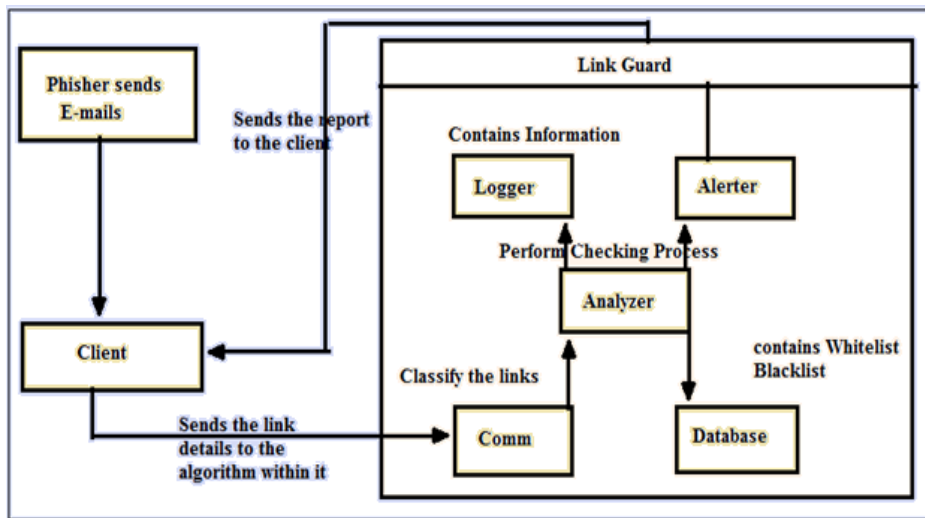 Phisher sends
E-mails
Link Guard
Sends the report
to the client
Contains Information
Logger
Alerter
Perform Checking Process
Analyzer
Client
contains Whitelist
Blacklist
Classify the links
Sends the link
details to the
algorithm within it
Comm
Database